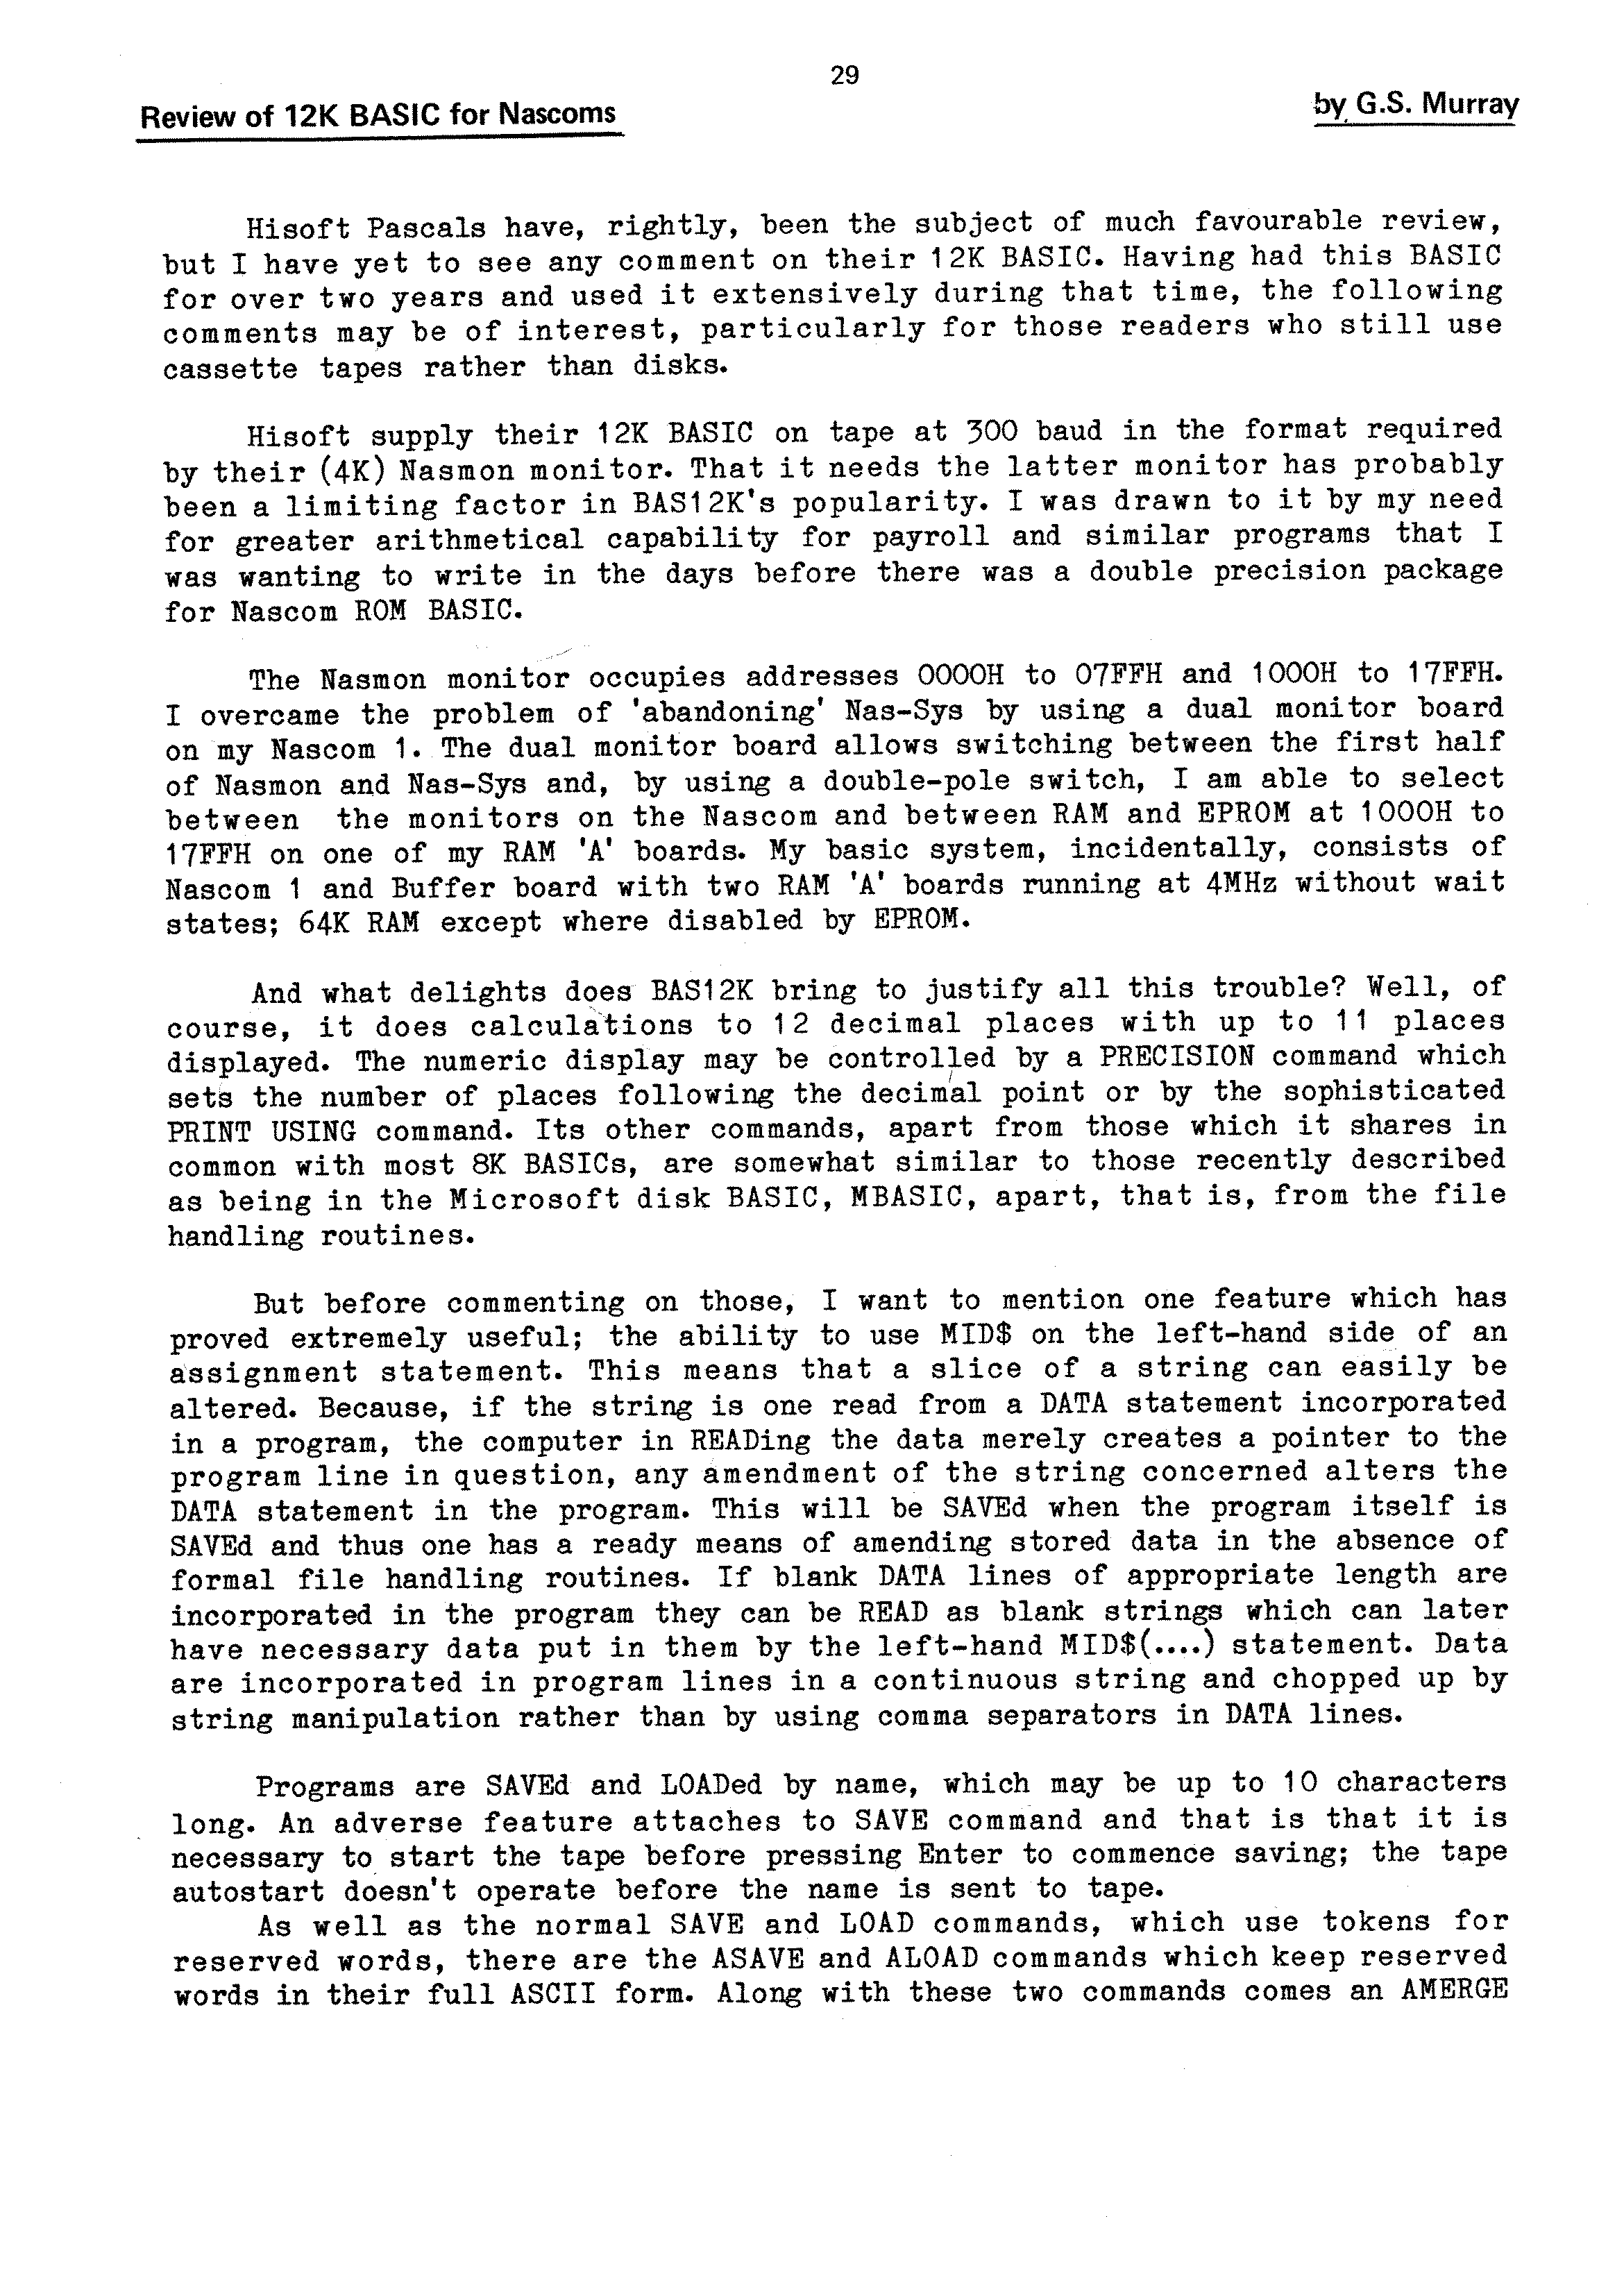 29
Review of 12K BASIC for Nascoms
by G.S. Murray
Hisoft Pascals have, rightly, been the subject of much favourable review,
but I have yet to see any comment on their 12K BASIC. Having had this BASIC
for over two years and used it extensively during that time, the following
comments may be of interest, particularly for those readers who still use
cassette tapes rather than disks.
Hisoft supply their 12K BASIC on tape at 300 baud in the format required
by their (4K) Nasmon monitor. That it needs the latter monitor has probably
been a limiting factor in BAS12K's popularity. I was drawn to it by my need
for greater arithmetical capability for payroll and similar programs that I
was wanting to write in the days before there was a double precision package
for Nascom ROM BASIC.
The Nasmon monitor occupies addresses 0000H to 07FFH and 1000H to 17FFH.
I overcame the problem of 'abandoning' Nas-Sys by using a dual monitor board
on my Nascom 1. The dual monitor board allows switching between the first half
of Nasmon and Nas-Sys and, by using a double-pole switch, I am able to select
between the monitors on the Nascom and between RAM and EPROM at 1000H to
17FFH on one of my RAM 'A' boards. My basic system, incidentally, consists of
Nascom 1 and Buffer board with two RAM 'A' boards running at 4MHz without wait
states; 64K RAM except where disabled by EPROM.
And what delights does BAS12K bring to justify all this trouble? Well, of
course, it does calculations to 12 decimal places with up to 11 places
displayed. The numeric display may be controlled by a PRECISION command which
sets the number of places following the decimal point or by the sophisticated
PRINT USING command. Its other commands, apart from those which it shares in
common with most 8K BASICs, are somewhat similar to those recently described
as being in the Microsoft disk BASIC, MBASIC, apart, that is, from the file
handling routines.
But before commenting on those, I want to mention one feature which has
proved extremely useful; the ability to use MID$ on the left-hand side of an
assignment statement. This means that a slice of a string can easily be
altered. Because, if the string is one read from a DATA statement incorporated
in a program, the computer in READing the data merely creates a pointer to the
program line in question, any amendment of the string concerned alters the
DATA statement in the program. This will be SAVEd when the program itself is
SAVEd and thus one has a ready means of amending stored data in the absence of
formal file handling routines. If blank DATA lines of appropriate length are
incorporated in the program they can be READ as blank strings which can later
have necessary data put in them by the left-hand MID$(....) statement. Data
are incorporated in program lines in a continuous string and chopped up by
string manipulation rather than by using comma separators in DATA lines.
Programs are SAVEd and LOADed by name, which may be up to 10 characters
long. An adverse feature attaches to SAVE command and that is that it is
necessary to start the tape before pressing Enter to commence saving; the tape
autostart doesn't operate before the name is sent to tape.
As well as the normal SAVE and LOAD commands, which use tokens for
reserved words, there are the ASAVE and ALOAD commands which keep reserved
words in their full ASCII form. Along with these two commands comes an AMERGE